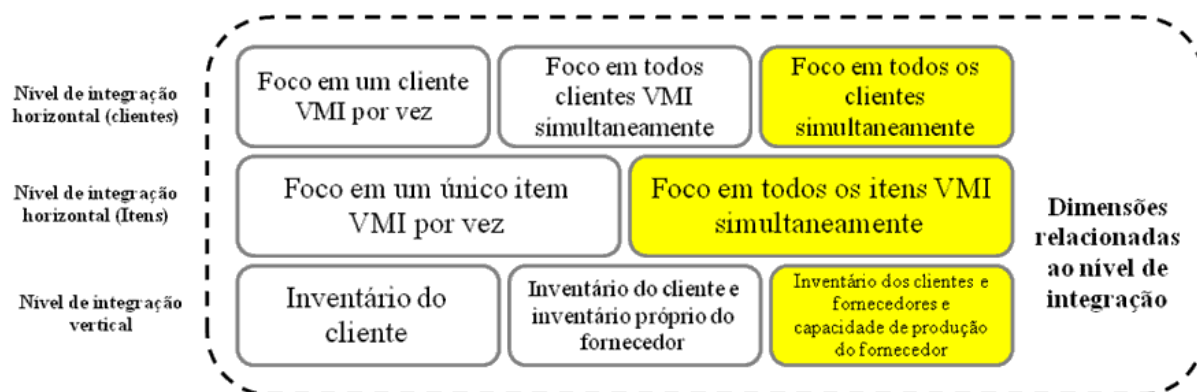 Nível de integração
horizontal (clientes)
Foco em um cliente
VMI por vez
Foco em todos
clientes VMI
simultaneamente
Foco em todos os
clientes
simultaneamente
Nível de integração
horizontal (Itens)
Foco em um único item
VMI por vez
Foco em todos os itens VMI
simultaneamente
Nível de integração
vertical
Inventário do
cliente
Inventário do cliente e
inventário próprio do
fornecedor
Inventário dos clientes e
fornecedores e
capacidade de produção
do fornecedor
Dimensões
relacionadas
ao nível de
integração